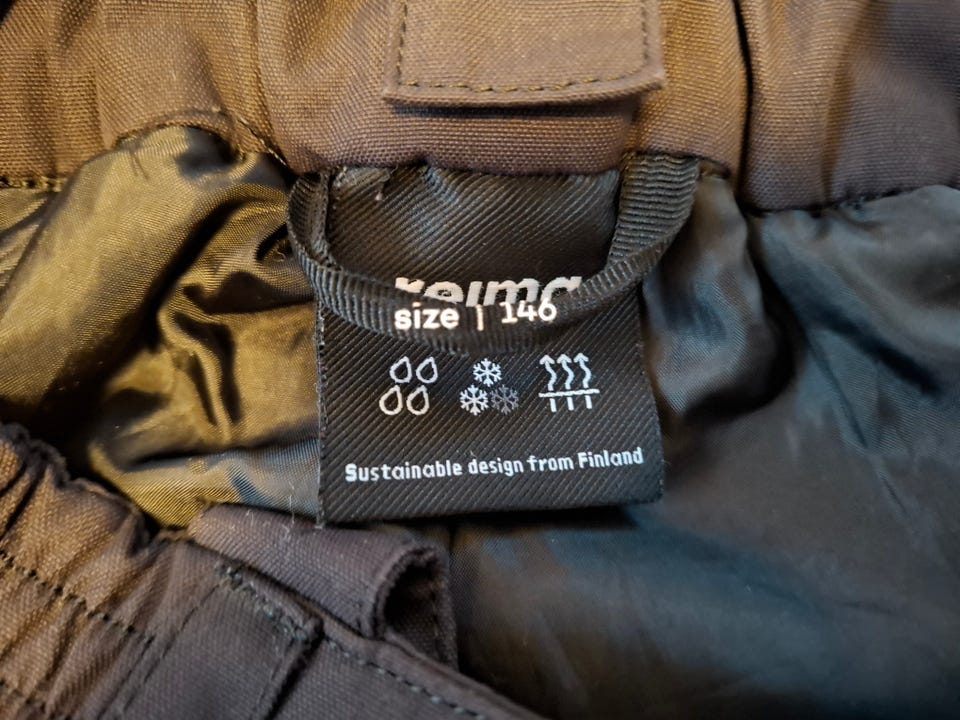 reima
size | 146
Sustainable design from Finland